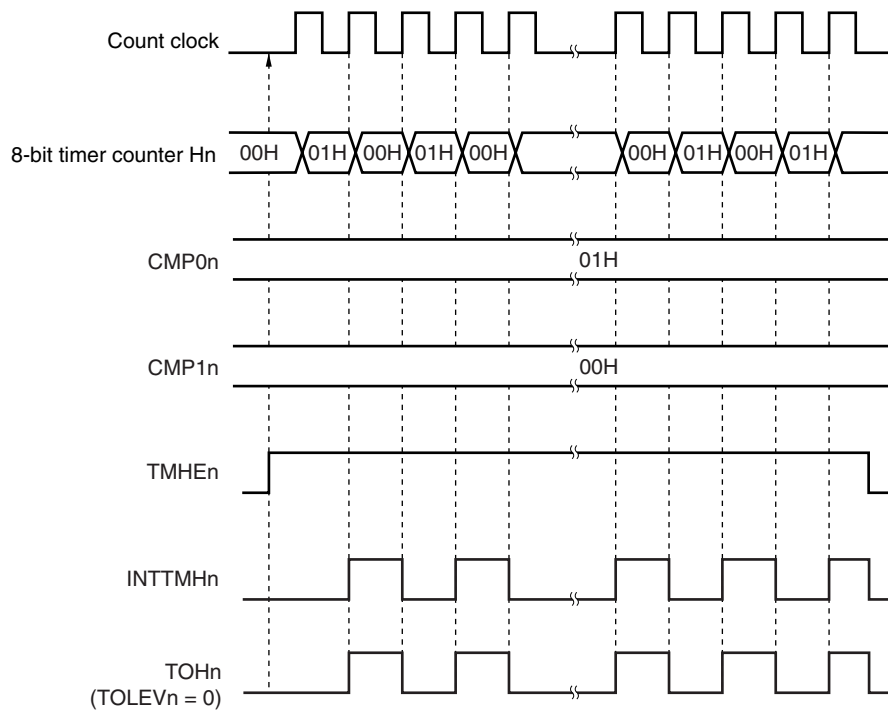 Count clock
8-bit timer counter Hn 00H 01H 00H 01H 00H 00H 01H 00H 01H
CMP0n 01H
CMP1n 00H
TMHEn
INTTMHn
TOHn
(TOLEVn = 0)